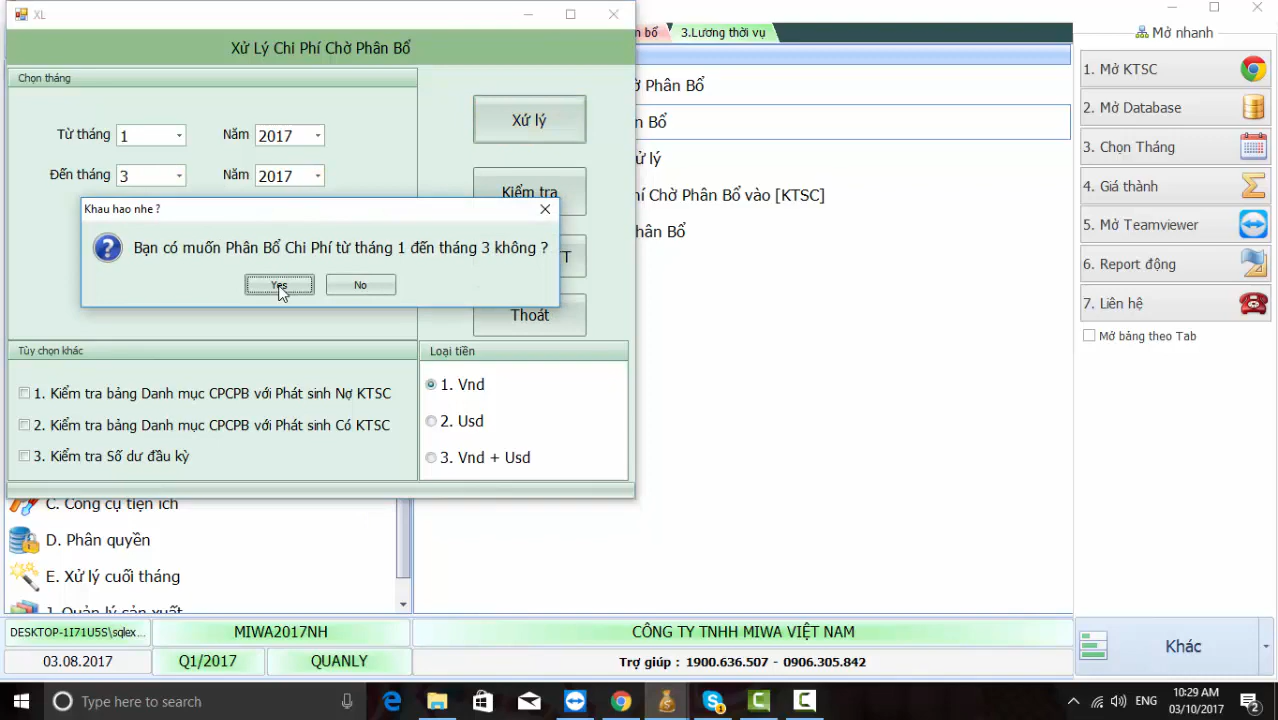 XL
Xử Lý Chi Phí Chờ Phân Bổ
Chọn tháng
Từ tháng 1 Năm 2017
Đến tháng 3 Năm 2017
Xử lý
Kiểm tra
T
Thoát
Khau hao nhe ?
Bạn có muốn Phân Bổ Chi Phí từ tháng 1 đến tháng 3 không ?
Yes No
Tùy chọn khác
1. Kiểm tra bảng Danh mục CPCPB với Phát sinh Nợ KTSC
2. Kiểm tra bảng Danh mục CPCPB với Phát sinh Có KTSC
3. Kiểm tra Số dư đầu kỳ
Loại tiền
1. Vnd
2. Usd
3. Vnd + Usd
n bổ 3.Lương thời vụ
ờ Phân Bổ
n Bổ
ử lý
í Chờ Phân Bổ vào [KTSC]
hân Bổ
C. Công cụ tiện ích
D. Phân quyền
E. Xử lý cuối tháng
J. Quản lý sản xuất
Mở nhanh
1. Mở KTSC
2. Mở Database
3. Chọn Tháng
4. Giá thành
5. Mở Teamviewer
6. Report động
7. Liên hệ
Mở bảng theo Tab
DESKTOP-1I71U5S\sqlex... MIWA2017NH CÔNG TY TNHH MIWA VIỆT NAM
03.08.2017 Q1/2017 QUANLY Trợ giúp : 1900.636.507 - 0906.305.842
Khác
Type here to search
ENG
10:29 AM
03/10/2017
2